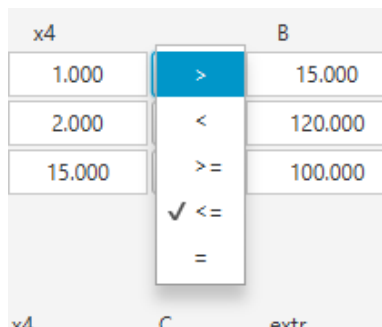 x4 B
1.000 > 15.000
2.000 < 120.000
15.000 >= 100.000
✓ <=
=
x4 C extr